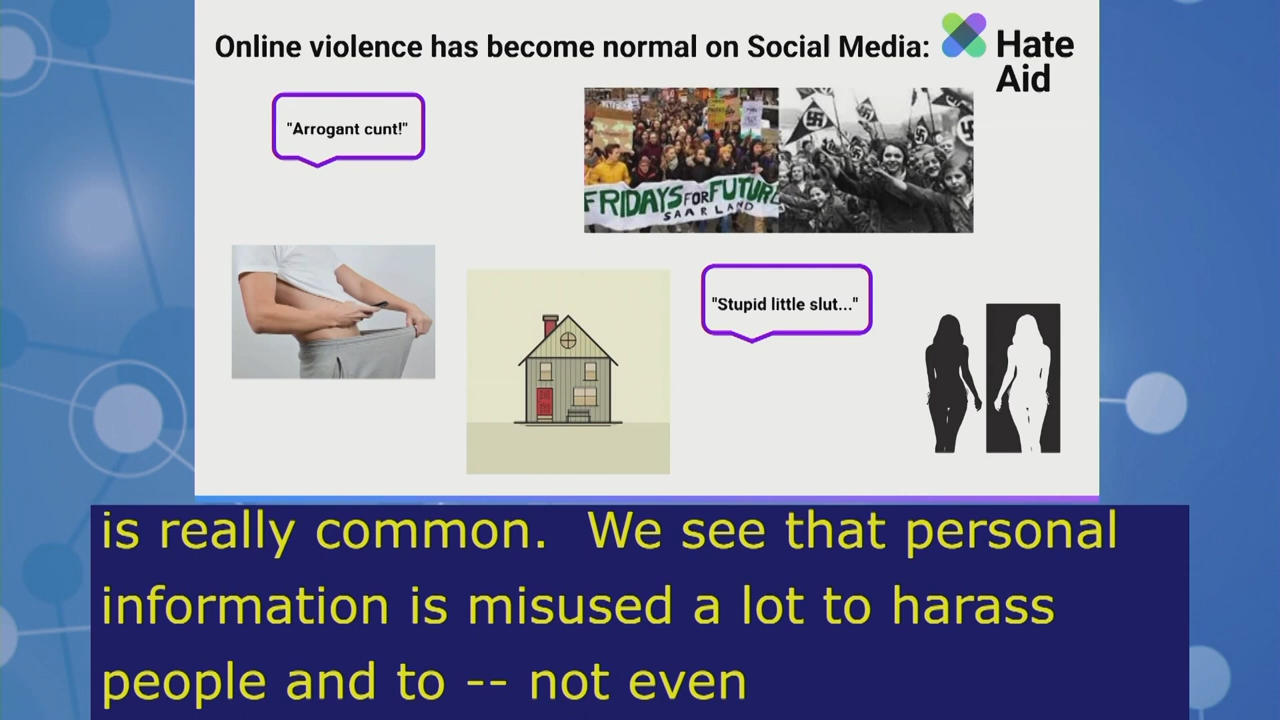 Online violence has become normal on Social Media:
Hate
Aid
"Arrogant cunt!"
FRIDAYS FOR FUTURE
SAARLAND
"Stupid little slut..."
is really common.  We see that personal
information is misused a lot to harass
people and to -- not even